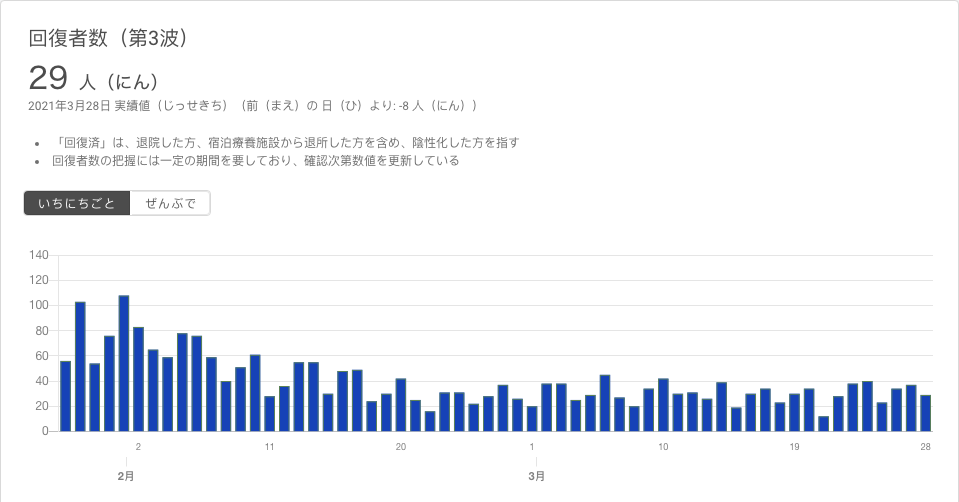 回復者数（第3波）
29 人（にん）
2021年3月28日 実績値（じっせきち）（前（まえ）の 日（ひ）より: -8 人（にん））
• 「回復済」は、退院した方、宿泊療養施設から退所した方を含め、陰性化した方を指す
• 回復者数の把握には一定の期間を要しており、確認次第数値を更新している
いちにちごと ぜんぶで
140
120
100
80
60
40
20
0
2 11 20 1 10 19 28
2月 3月